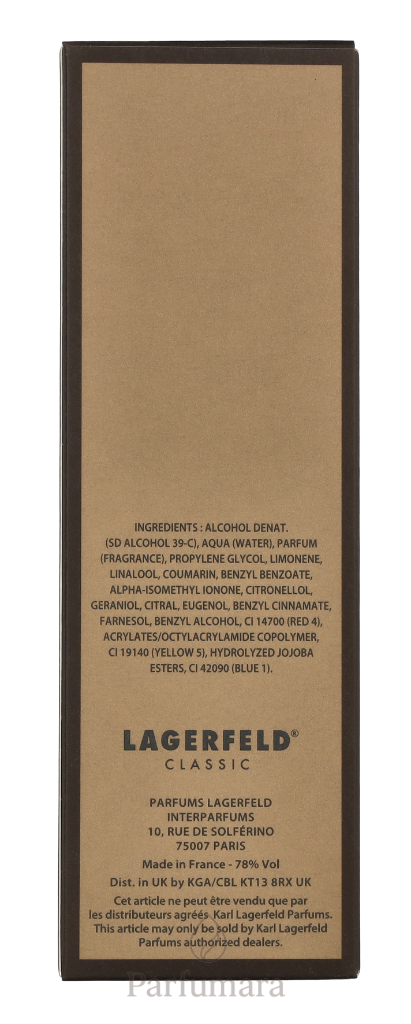 INGREDIENTS : ALCOHOL DENAT.
(SD ALCOHOL 39-C), AQUA (WATER), PARFUM
(FRAGRANCE), PROPYLENE GLYCOL, LIMONENE,
LINALOOL, COUMARIN, BENZYL BENZOATE,
ALPHA-ISOMETHYL IONONE, CITRONELLOL,
GERANIOL, CITRAL, EUGENOL, BENZYL CINNAMATE,
FARNESOL, BENZYL ALCOHOL, CI 14700 (RED 4),
ACRYLATES/OCTYLACRYLAMIDE COPOLYMER,
CI 19140 (YELLOW 5), HYDROLYZED JOJOBA
ESTERS, CI 42090 (BLUE 1).
LAGERFELD®
CLASSIC
PARFUMS LAGERFELD
INTERPARFUMS
10, RUE DE SOLFÉRINO
75007 PARIS
Made in France - 78% Vol
Dist. in UK by KGA/CBL KT13 8RX UK
Cet article ne peut être vendu que par
les distributeurs agréés Karl Lagerfeld Parfums.
This article may only be sold by Karl Lagerfeld
Parfums authorized dealers.
Parfumara